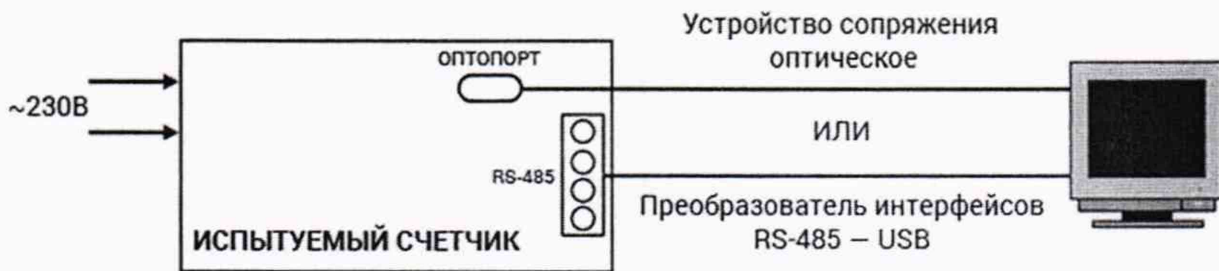 Устройство сопряжения
оптическое
ОПТОПОРТ
~230В
ИЛИ
RS-485
Преобразователь интерфейсов
RS-485 – USB
ИСПЫТУЕМЫЙ СЧЕТЧИК